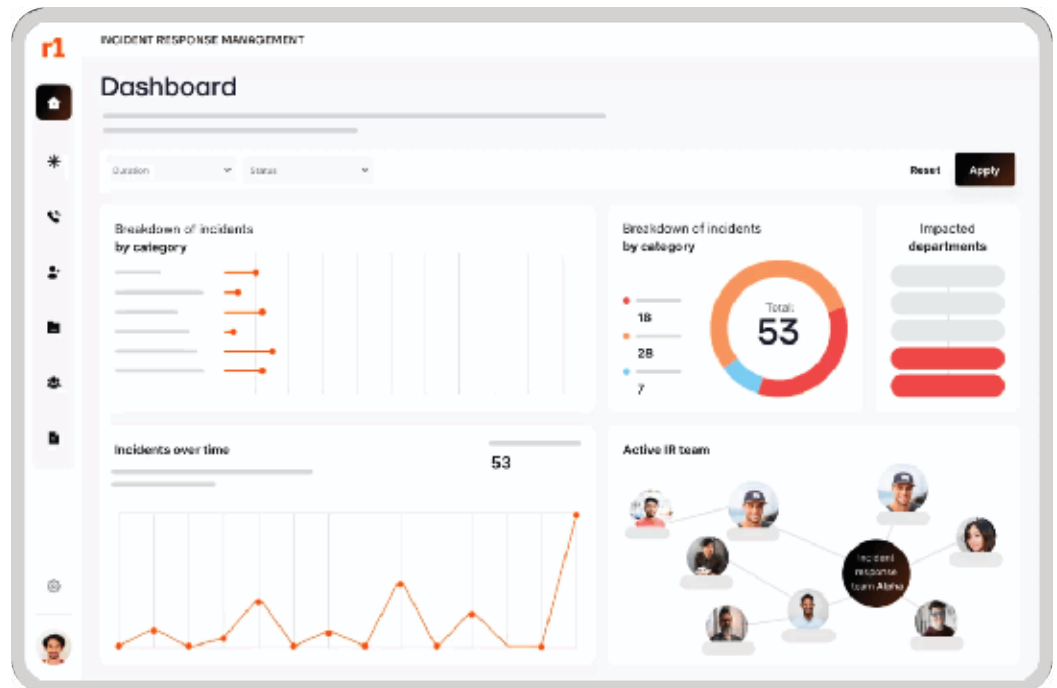 r1
INCIDENT RESPONSE MANAGEMENT
Dashboard
Duration
Status
Reset
Apply
Breakdown of incidents
by category
Breakdown of incidents
by category
18
28
7
Total:
53
Impacted
departments
Incidents over time
53
Active IR team
Incident
response
team Alpha